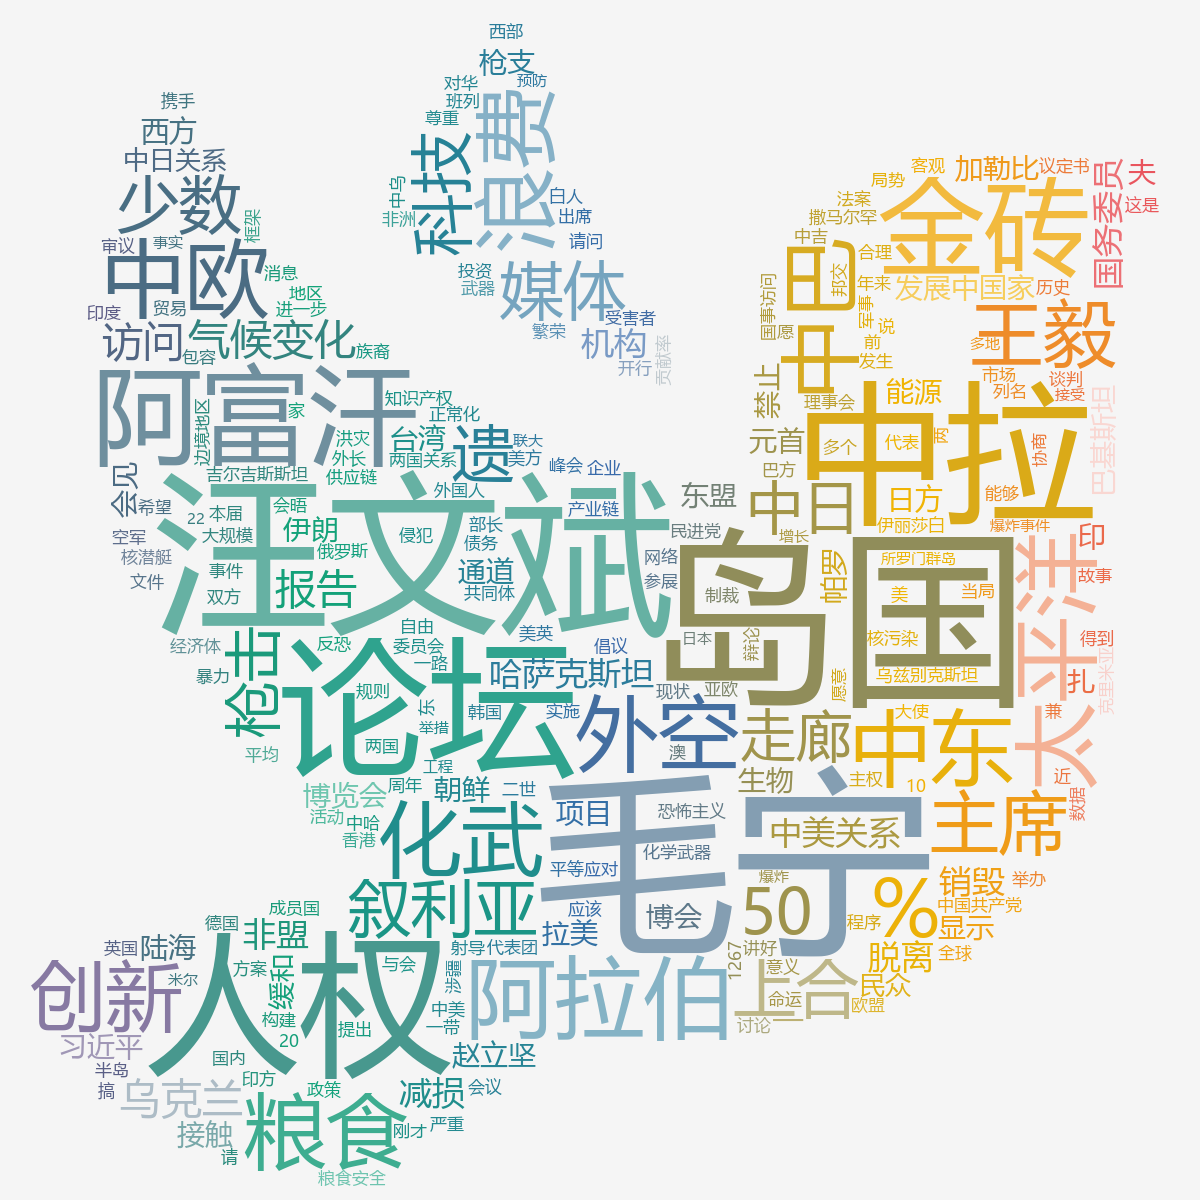 西部
枪支
预防
对华
班列
尊重
浪费
科技
携手
西方
中日关系
少数
中乌
非洲
白人
出席
请问
框架
审议
事实
中欧
消息
地区
进一步
印度
贸易
访问
气候变化
包容
族裔
投资
武器
媒体
繁荣
受害者
机构
开行
贡献率
客观
加勒比
议定书
夫
国务委员
这是
局势
法案
撒马尔罕
金砖
中吉
合理
中巴
邦交
年来
发展中国家
历史
国事访问
军事
愿
说
前
发生
王毅
多地
市场
谈判
列名
接受
禁止
理事会
能源
巴基斯坦
阿富汗
家
边境地区
知识产权
正常化
洪灾
台湾
遗
联大
美方
外长
两国关系
供应链
吉尔吉斯斯坦
峰会
企业
元首
多个
代表
中拉
协商
巴方
会见
希望
22
本届
会晤
外国人
产业链
东盟
中日
日方
能够
空军
大规模
伊朗
侵犯
部长
债务
民进党
增长
伊丽莎白
爆炸事件
印
汪文斌
核潜艇
俄罗斯
文件
事件
双方
报告
通道
共同体
网络
参展
制裁
岛国
帕罗
所罗门群岛
美
当局
太平洋
故事
经济体
枪击
反恐
自由
委员会
一路
美英
倡议
日本
辩论
核污染
得到
克里米亚
暴力
论坛
规则
哈萨克斯坦
现状
亚欧
愿意
乌兹别克斯坦
扎
东
举措
韩国
实施
两国
平均
工程
外空
澳
走廊
大使
中东
兼
近
博览会
周年
朝鲜
二世
生物
主权
10
数据
活动
中哈
香港
化武
项目
恐怖主义
毛宁
中美关系
主席
平等应对
化学武器
爆炸
叙利亚
应该
博会
50
%
销毁
举办
中国共产党
显示
成员国
德国
非盟
拉美
程序
英国
陆海
射导
代表团
1267
讲好
脱离
全球
创新
米尔
方案
缓和
与会
涉疆
阿拉伯
意义
上合
民众
命运
欧盟
讨论
人权
构建
提出
中美
一带
20
习近平
国内
赵立坚
半岛
搞
印方
政策
减损
会议
乌克兰
粮食
接触
请
刚才
严重
粮食安全